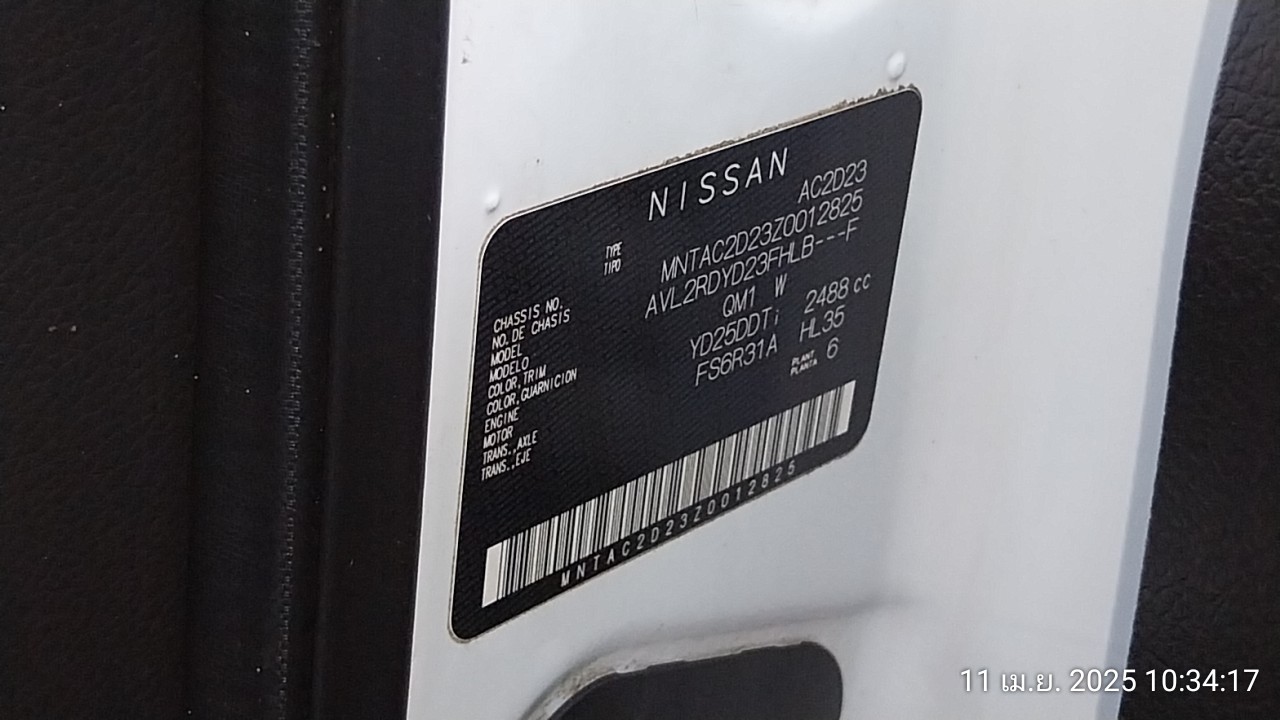 NISSAN
TYPE
TIPO
AC2D23
CHASSIS NO.
NO. DE CHASIS
MNTAC2D23Z0012825
MODEL
MODELO
AVL2RDYD23FHLB---F
COLOR,TRIM
COLOR,GUARNICION
QM1 W
ENGINE
MOTOR
YD25DDTi 2488 cc
TRANS.,AXLE
TRANS.,EJE
FS6R31A HL35
PLANT
PLANTA
6
MNTAC2D23Z0012825
11 เม.ย. 2025 10:34:17